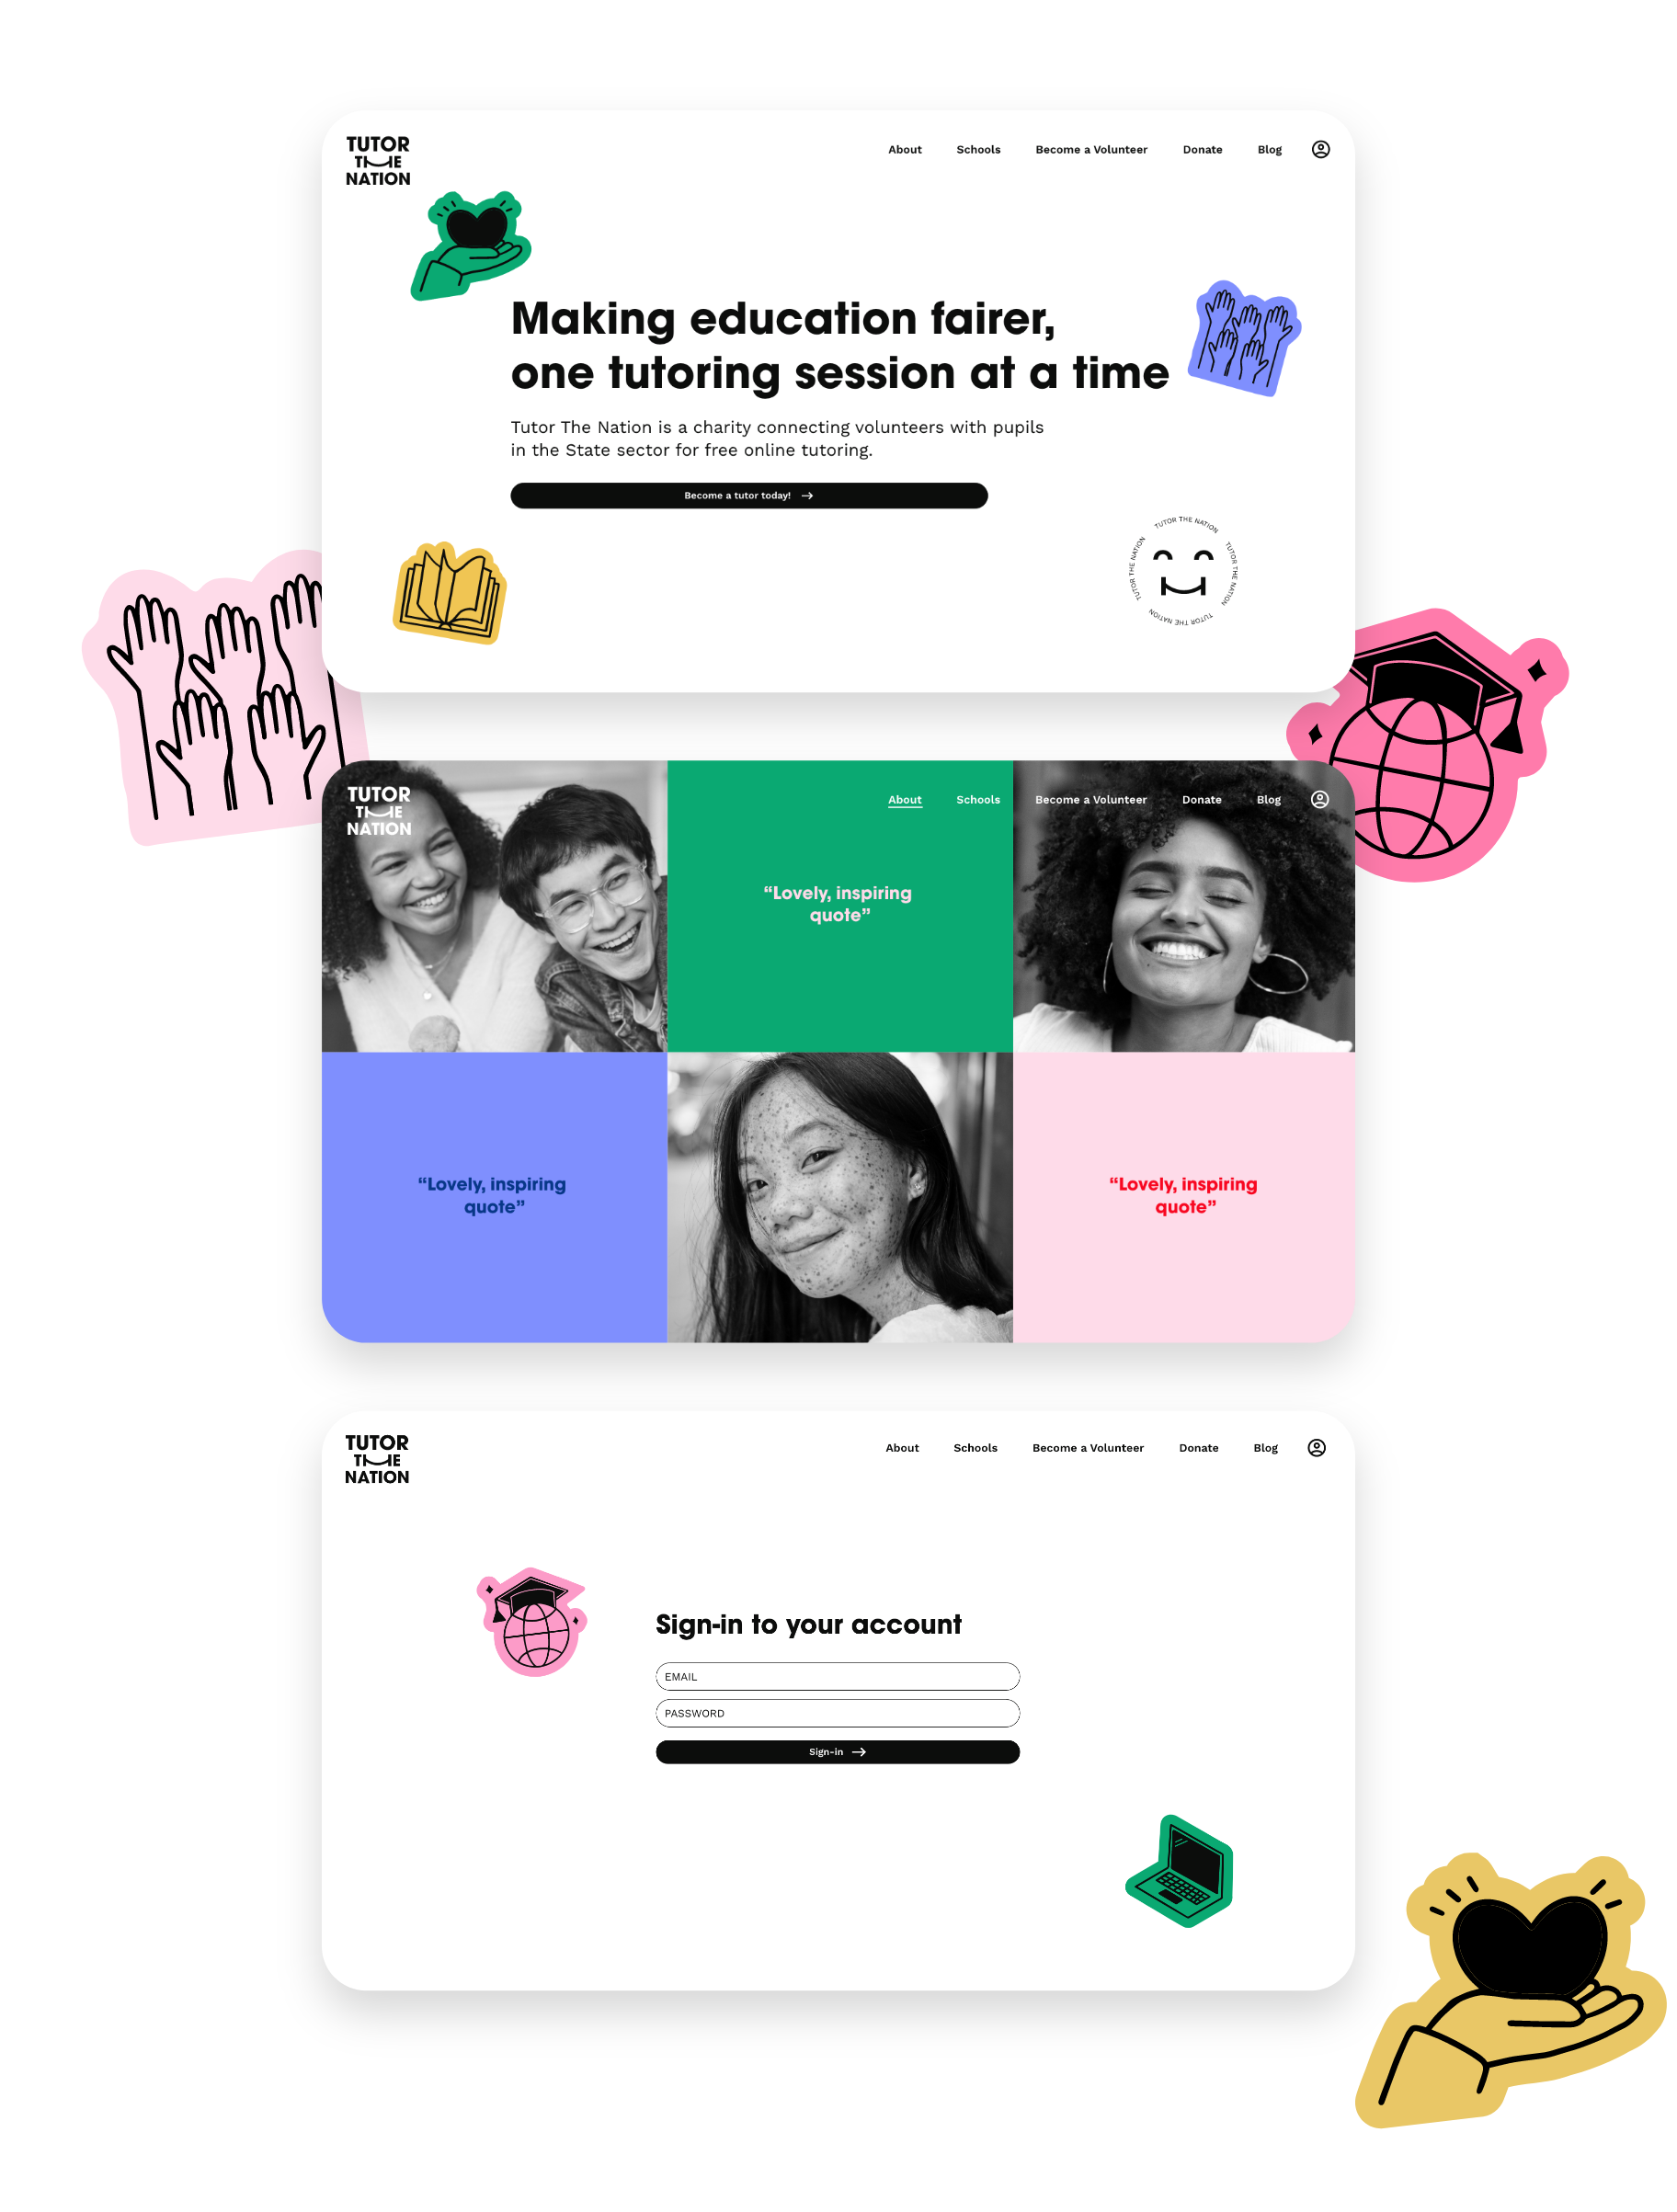 TUTOR
THE
NATION
About
Schools
Become a Volunteer
Donate
Blog
Making education fairer,
one tutoring session at a time
Tutor The Nation is a charity connecting volunteers with pupils
in the State sector for free online tutoring.
Become a tutor today!
TUTOR THE NATION
TUTOR THE NATION
TUTOR THE NATION
TUTOR THE NATION
TUTOR
THE
NATION
About
Schools
Become a Volunteer
Donate
Blog
“Lovely, inspiring
quote”
“Lovely, inspiring
quote”
“Lovely, inspiring
quote”
TUTOR
THE
NATION
About
Schools
Become a Volunteer
Donate
Blog
Sign-in to your account
EMAIL
PASSWORD
Sign-in